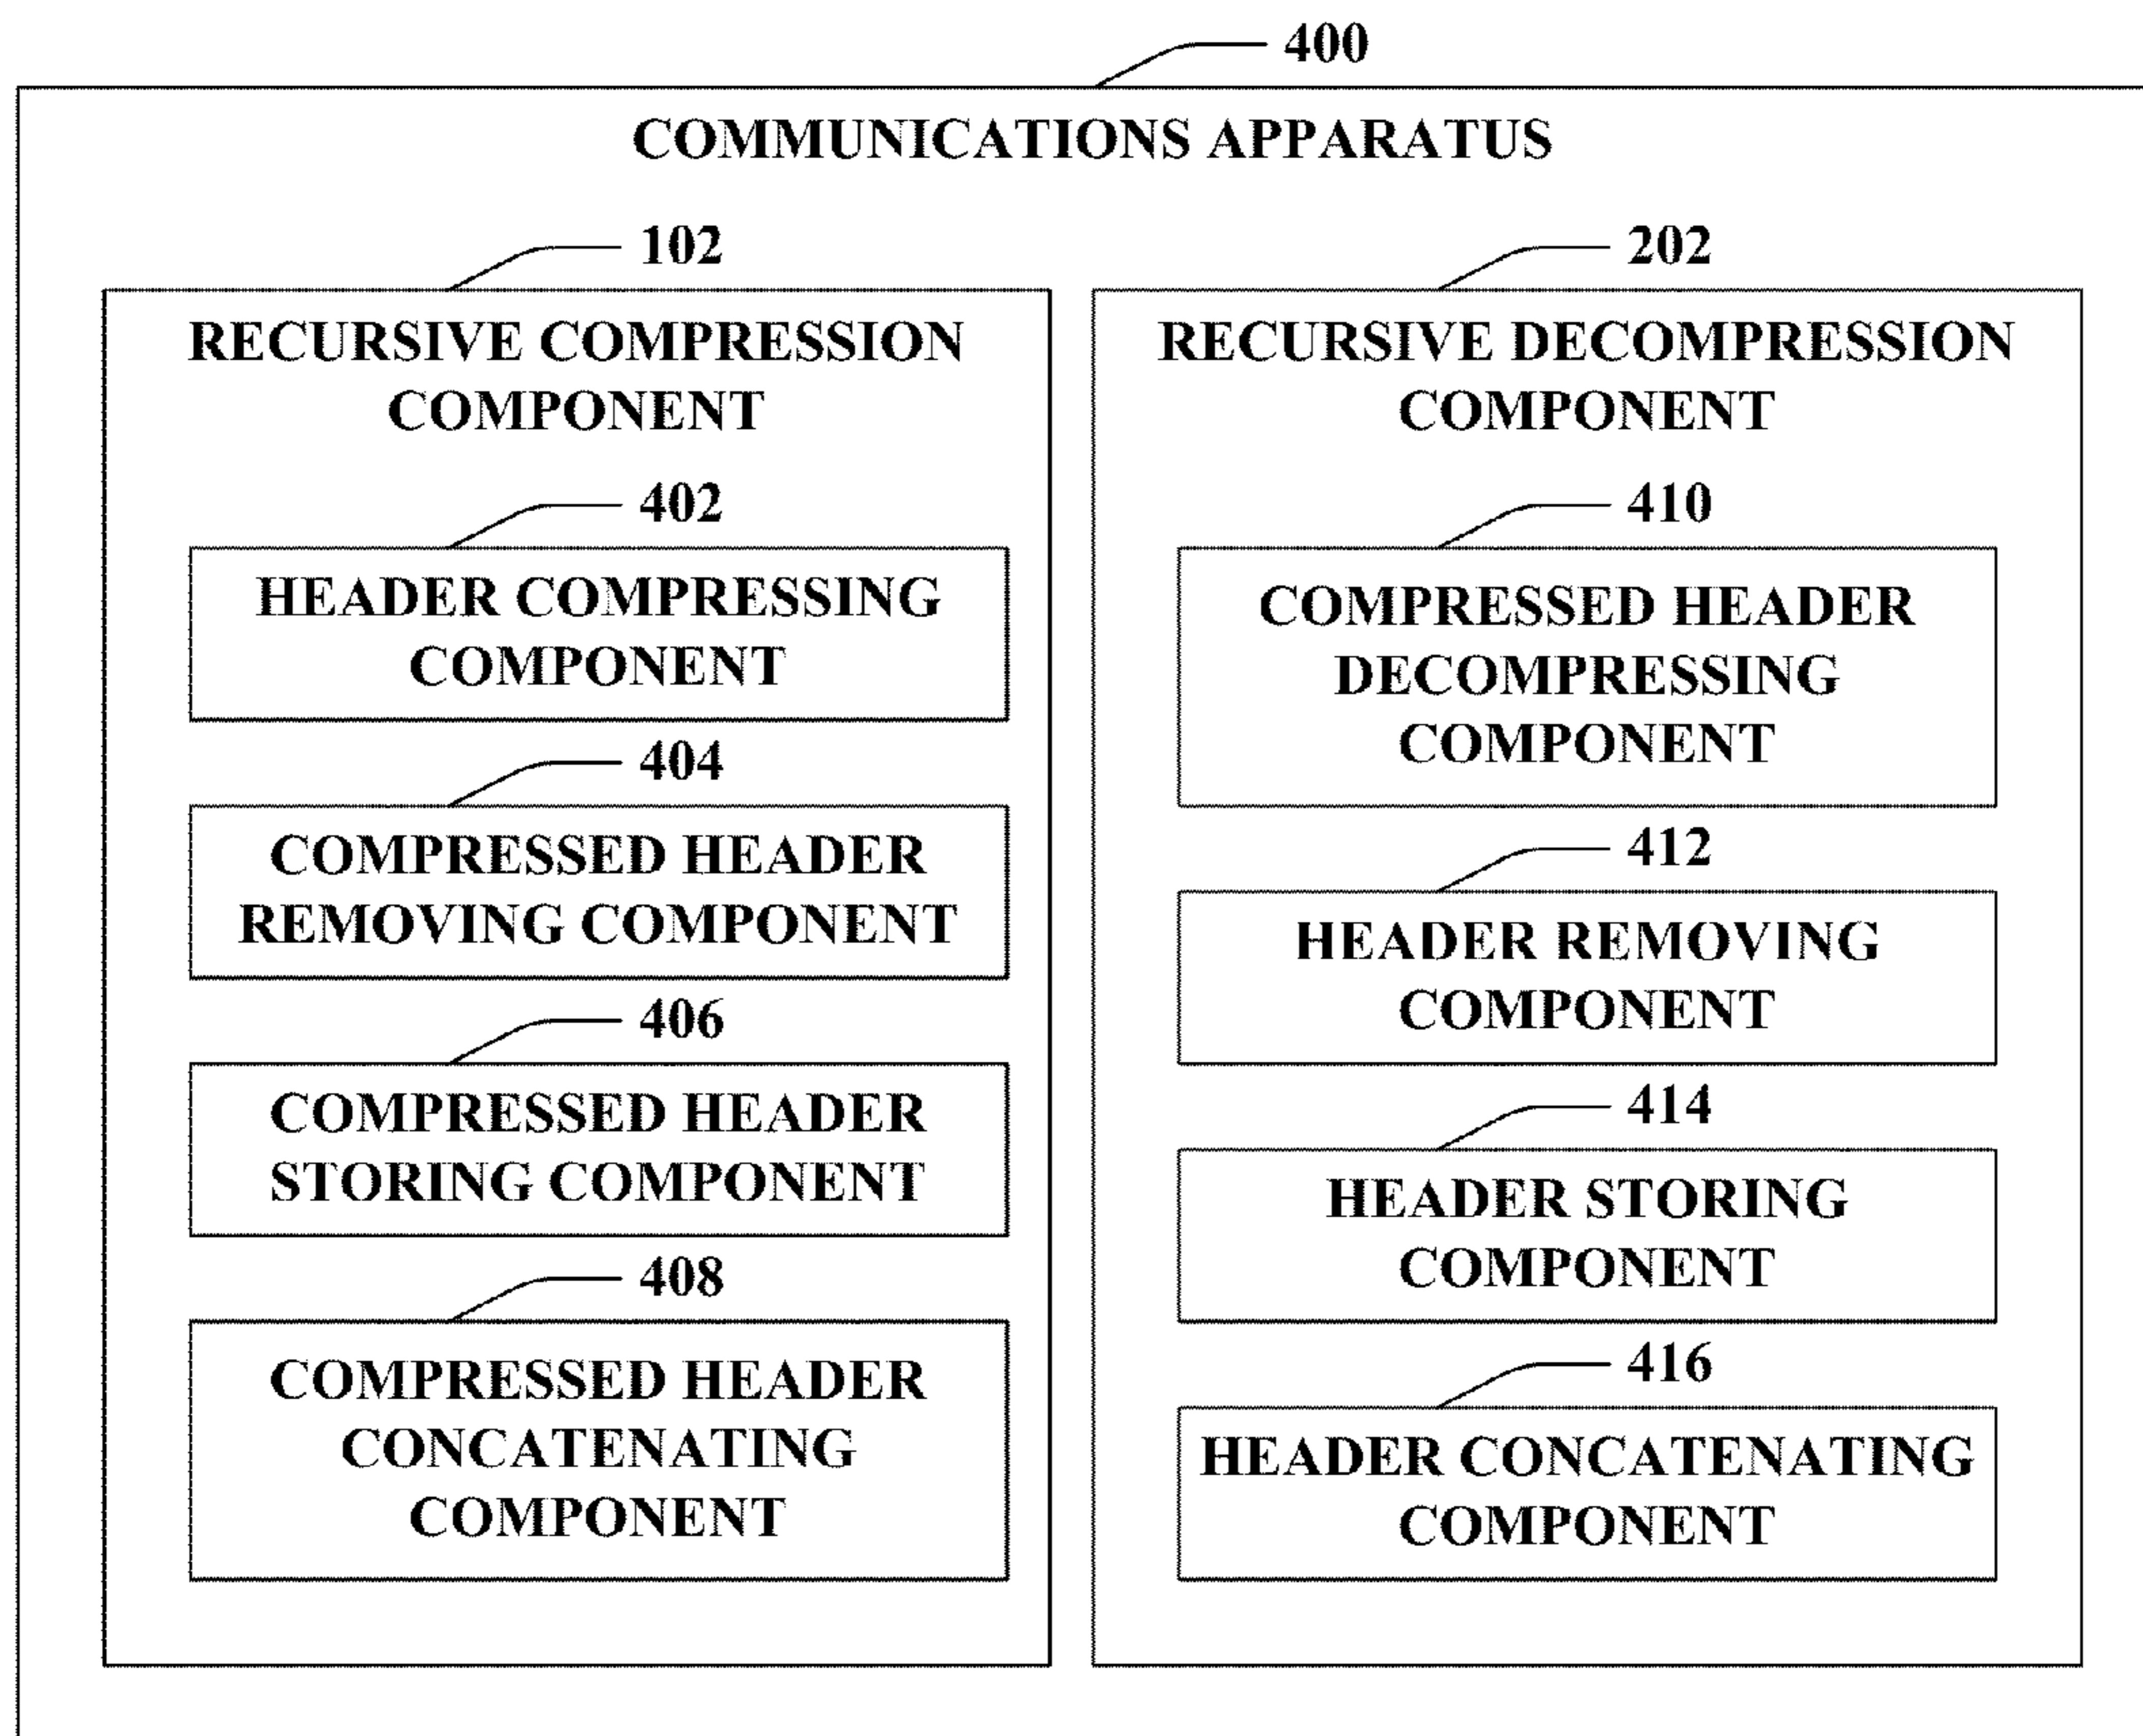 400
COMMUNICATIONS APPARATUS
102
RECURSIVE COMPRESSION
COMPONENT
402
HEADER COMPRESSING
COMPONENT
404
COMPRESSED HEADER
REMOVING COMPONENT
406
COMPRESSED HEADER
STORING COMPONENT
408
COMPRESSED HEADER
CONCATENATING
COMPONENT
202
RECURSIVE DECOMPRESSION
COMPONENT
410
COMPRESSED HEADER
DECOMPRESSING
COMPONENT
412
HEADER REMOVING
COMPONENT
414
HEADER STORING
COMPONENT
416
HEADER CONCATENATING
COMPONENT